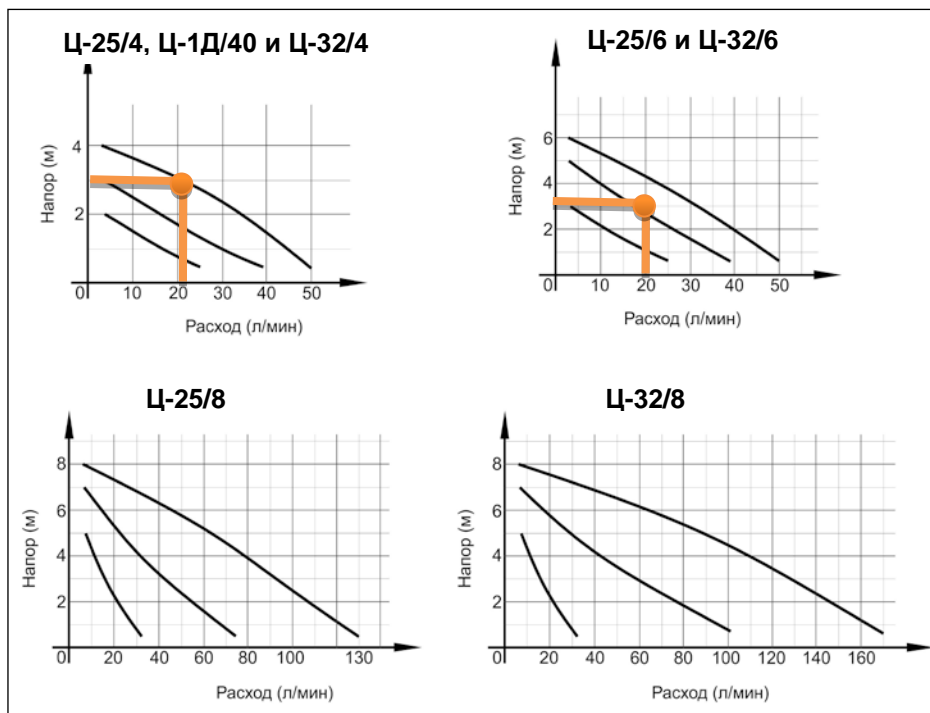 Ц-25/4, Ц-1Д/40 и Ц-32/4
Напор (м)
4
2
0 10 20 30 40 50
Расход (л/мин)
Ц-25/6 и Ц-32/6
Напор (м)
6
4
2
0 10 20 30 40 50
Расход (л/мин)
Ц-25/8
Напор (м)
8
6
4
2
0 20 40 60 80 100 130
Расход (л/мин)
Ц-32/8
Напор (м)
8
6
4
2
0 20 40 60 80 100 120 140 160
Расход (л/мин)